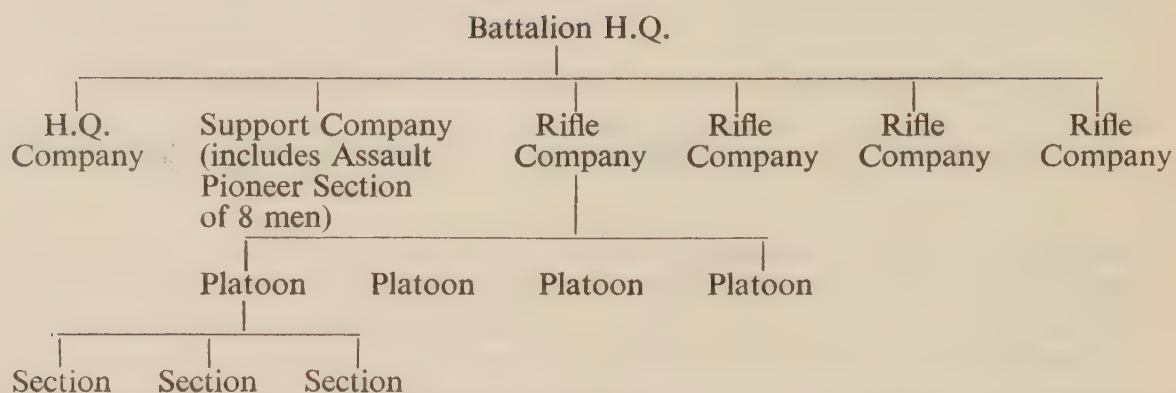 Battalion H.Q.
H.Q. Support Company Rifle Rifle Rifle Rifle
Company (includes Assault Company Company Company Company
Pioneer Section
of 8 men)
Platoon Platoon Platoon Platoon
Section Section Section